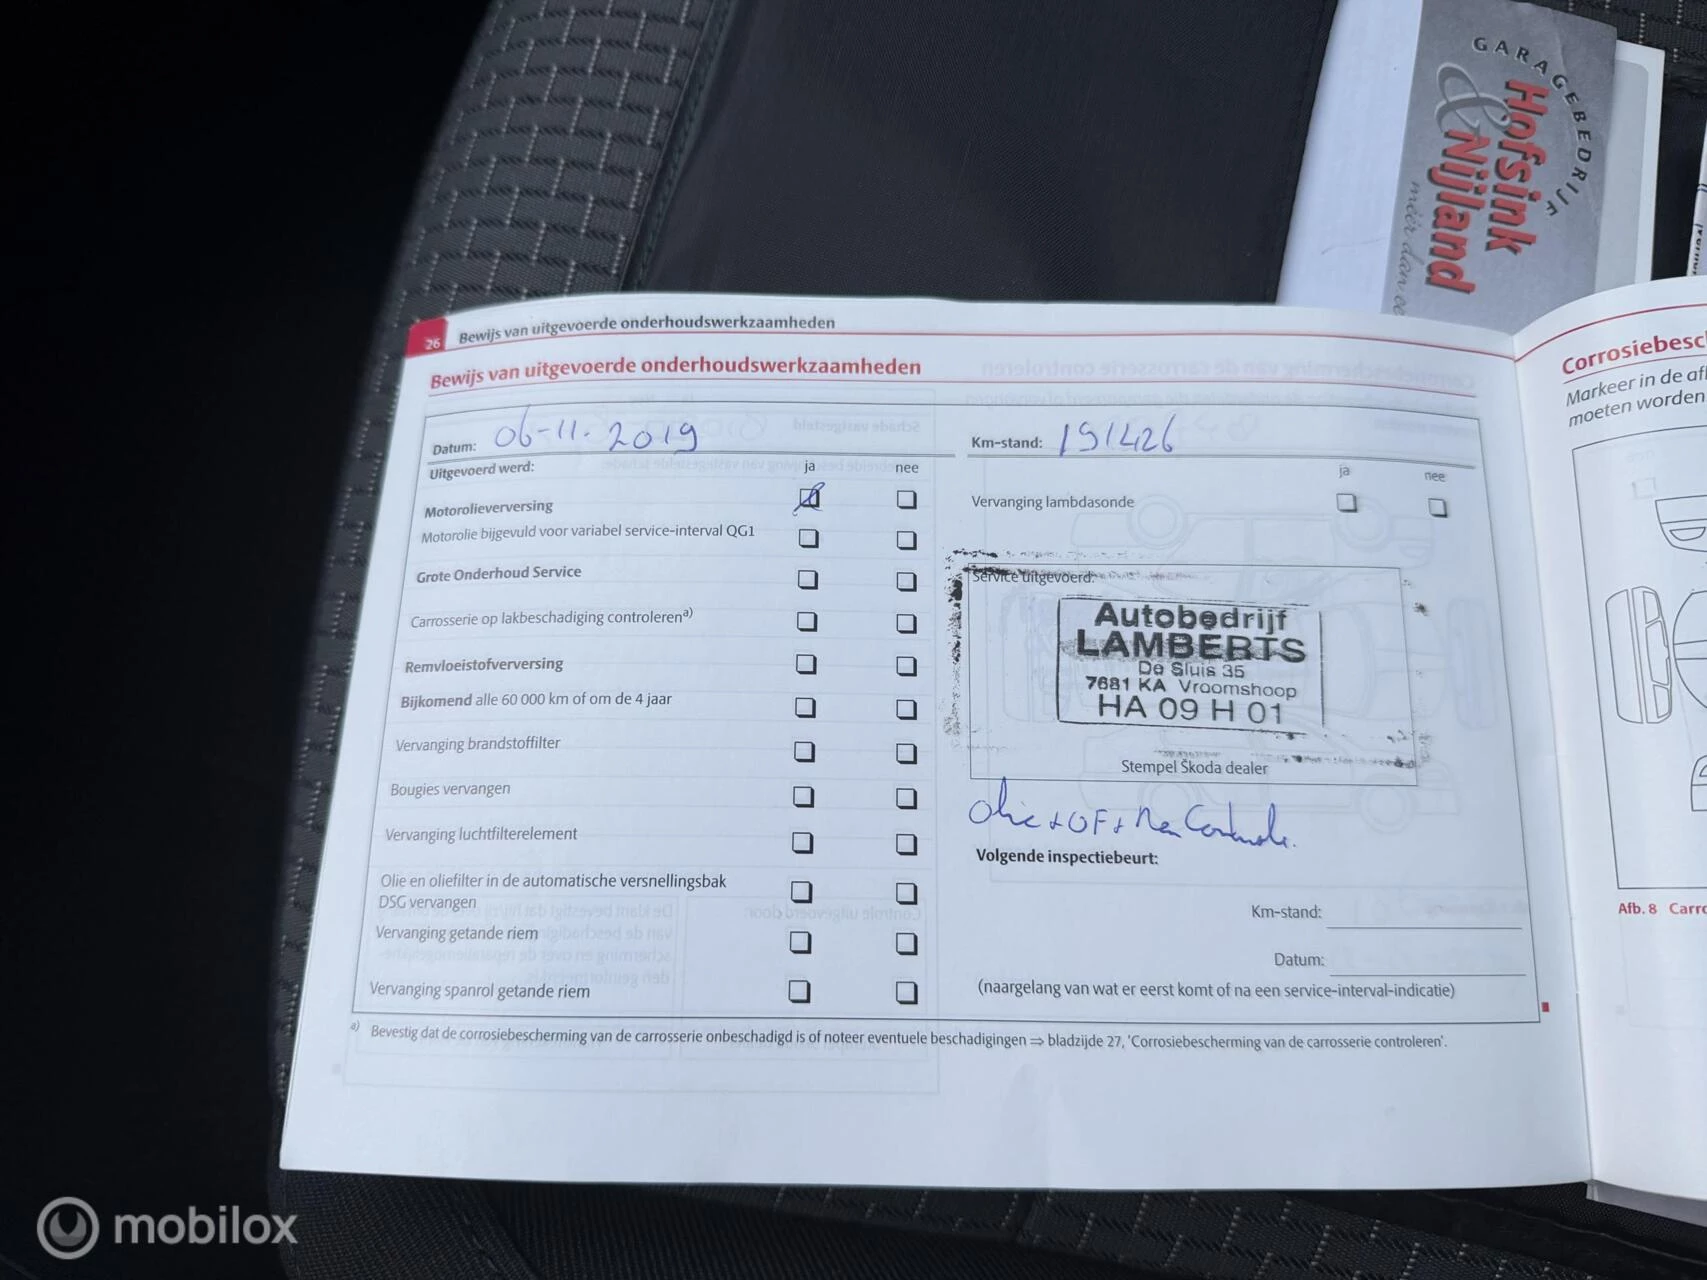 GARAGEBEDRIJF
Hofsink
& Nijland
méér dan
26 Bewijs van uitgevoerde onderhoudswerkzaamheden
Bewijs van uitgevoerde onderhoudswerkzaamheden
Datum: 06-11-2019
Km-stand: 191426
Uitgevoerd werd: ja nee
ja nee
Motorolieverversing
Vervanging lambdasonde
Motorolie bijgevuld voor variabel service-interval QG1
Grote Onderhoud Service
Carrosserie op lakbeschadiging controleren a)
Remvloeistofverversing
Bijkomend alle 60 000 km of om de 4 jaar
Vervanging brandstoffilter
Bougies vervangen
Vervanging luchtfilterelement
Olie en oliefilter in de automatische versnellingsbak
DSG vervangen
Vervanging getande riem
Vervanging spanrol getande riem
Service uitgevoerd:
Autobedrijf
LAMBERTS
De Sluis 35
7681 KA Vroomshoop
HA 09 H 01
Stempel Škoda dealer
Olie + OF +
Volgende inspectiebeurt:
Km-stand:
Datum:
(naargelang van wat er eerst komt of na een service-interval-indicatie)
a) Bevestig dat de corrosiebescherming van de carrosserie onbeschadigd is of noteer eventuele beschadigingen ⇒ bladzijde 27, 'Corrosiebescherming van de carrosserie controleren'.
Corrosiebesc
Markeer in de af
moeten worden
Afb. 8 Carro
mobilox